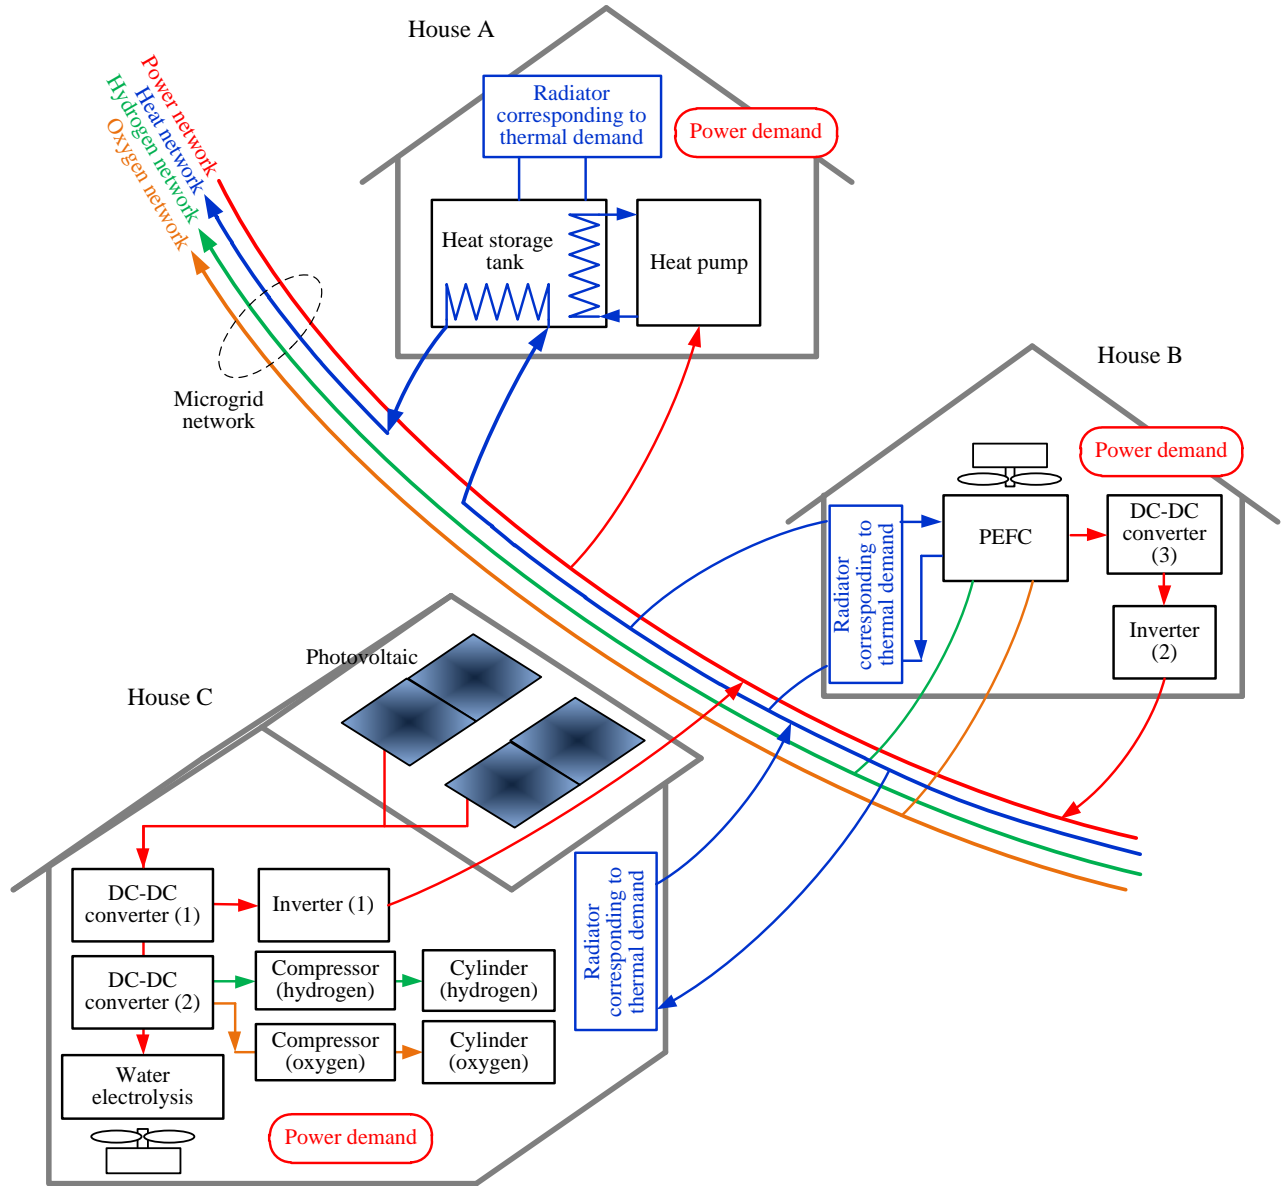 House A
Power network
Heat network
Hydrogen network
Oxygen network
Radiator
corresponding to
thermal demand
Power demand
Heat storage
tank
Heat pump
Microgrid
network
House B
Power demand
Radiator
corresponding to
thermal demand
PEFC
DC-DC
converter
(3)
Inverter
(2)
House C
Photovoltaic
DC-DC
converter (1)
Inverter (1)
DC-DC
converter (2)
Compressor
(hydrogen)
Cylinder
(hydrogen)
Compressor
(oxygen)
Cylinder
(oxygen)
Water
electrolysis
Radiator
corresponding to
thermal demand
Power demand